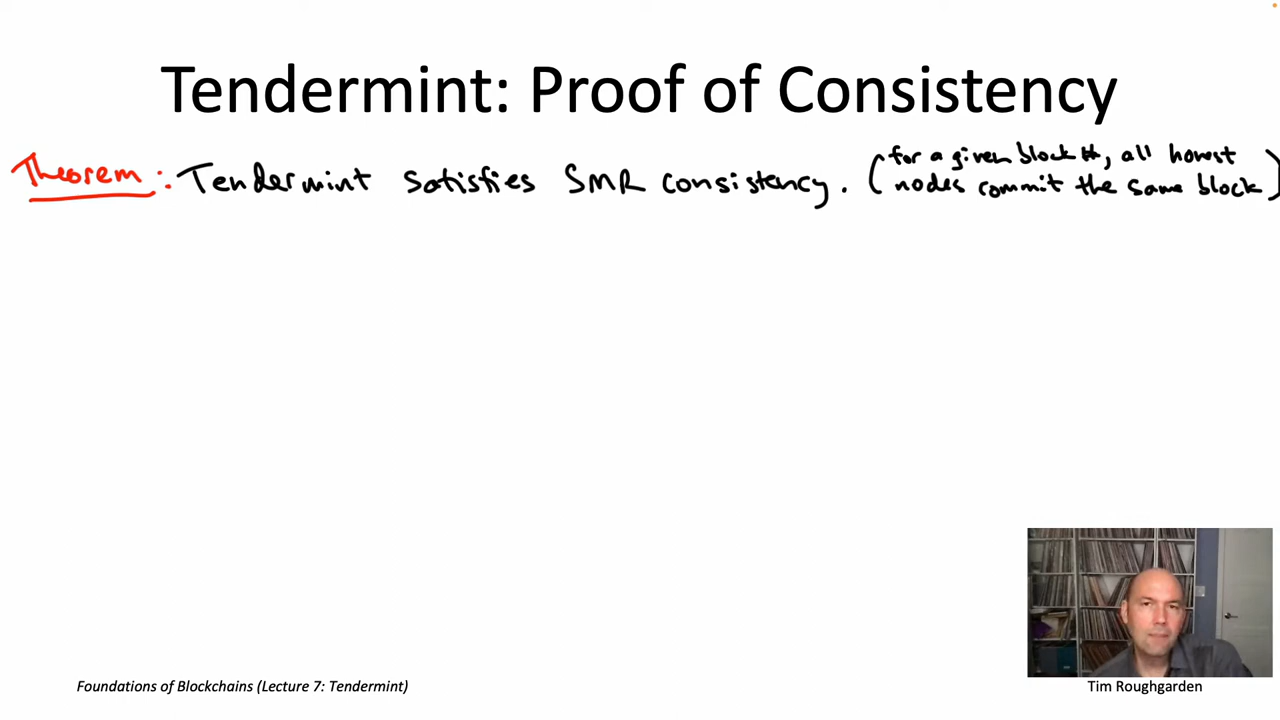 Tendermint: Proof of Consistency
Theorem: Tendermint satisfies SMR consistency. (for a given block #, all honest
nodes commit the same block)
Foundations of Blockchains (Lecture 7: Tendermint)
Tim Roughgarden